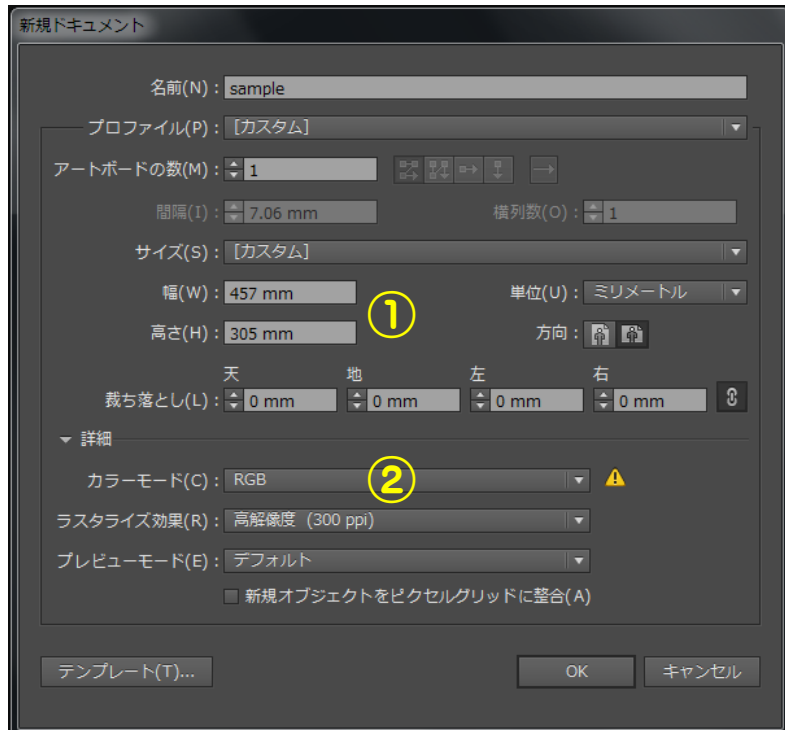 新規ドキュメント
名前(N)：sample
プロファイル(P)：[カスタム]
アートボードの数(M)：1
間隔(I)：7.06 mm 横列数(O)：1
サイズ(S)：[カスタム]
幅(W)：457 mm ① 単位(U)：ミリメートル
高さ(H)：305 mm 方向：
天 地 左 右
裁ち落とし(L)：0 mm 0 mm 0 mm 0 mm
詳細
カラーモード(C)：RGB ②
ラスタライズ効果(R)：高解像度 (300 ppi)
プレビューモード(E)：デフォルト
新規オブジェクトをピクセルグリッドに整合(A)
テンプレート(T)... OK キャンセル